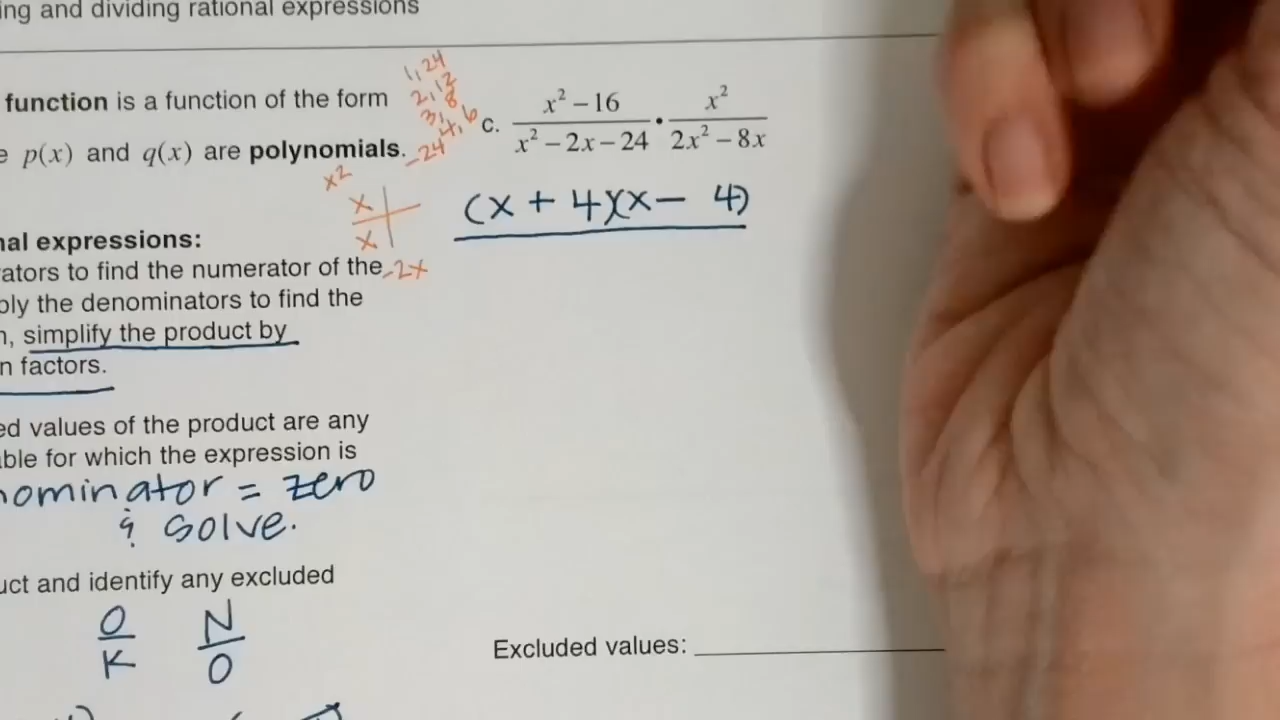 ing and dividing rational expressions
function is a function of the form
e p(x) and q(x) are polynomials.
1, 24
2, 12
3, 8
4, 6
-24
x²
x
x
-2x
c. x² − 16 / x² − 2x − 24 • x² / 2x² − 8x
(x + 4)(x − 4)
nal expressions:
ators to find the numerator of the
ply the denominators to find the
n, simplify the product by
n factors.
ed values of the product are any
able for which the expression is
nominator = zero
& solve.
uct and identify any excluded
O/K N/O
Excluded values: